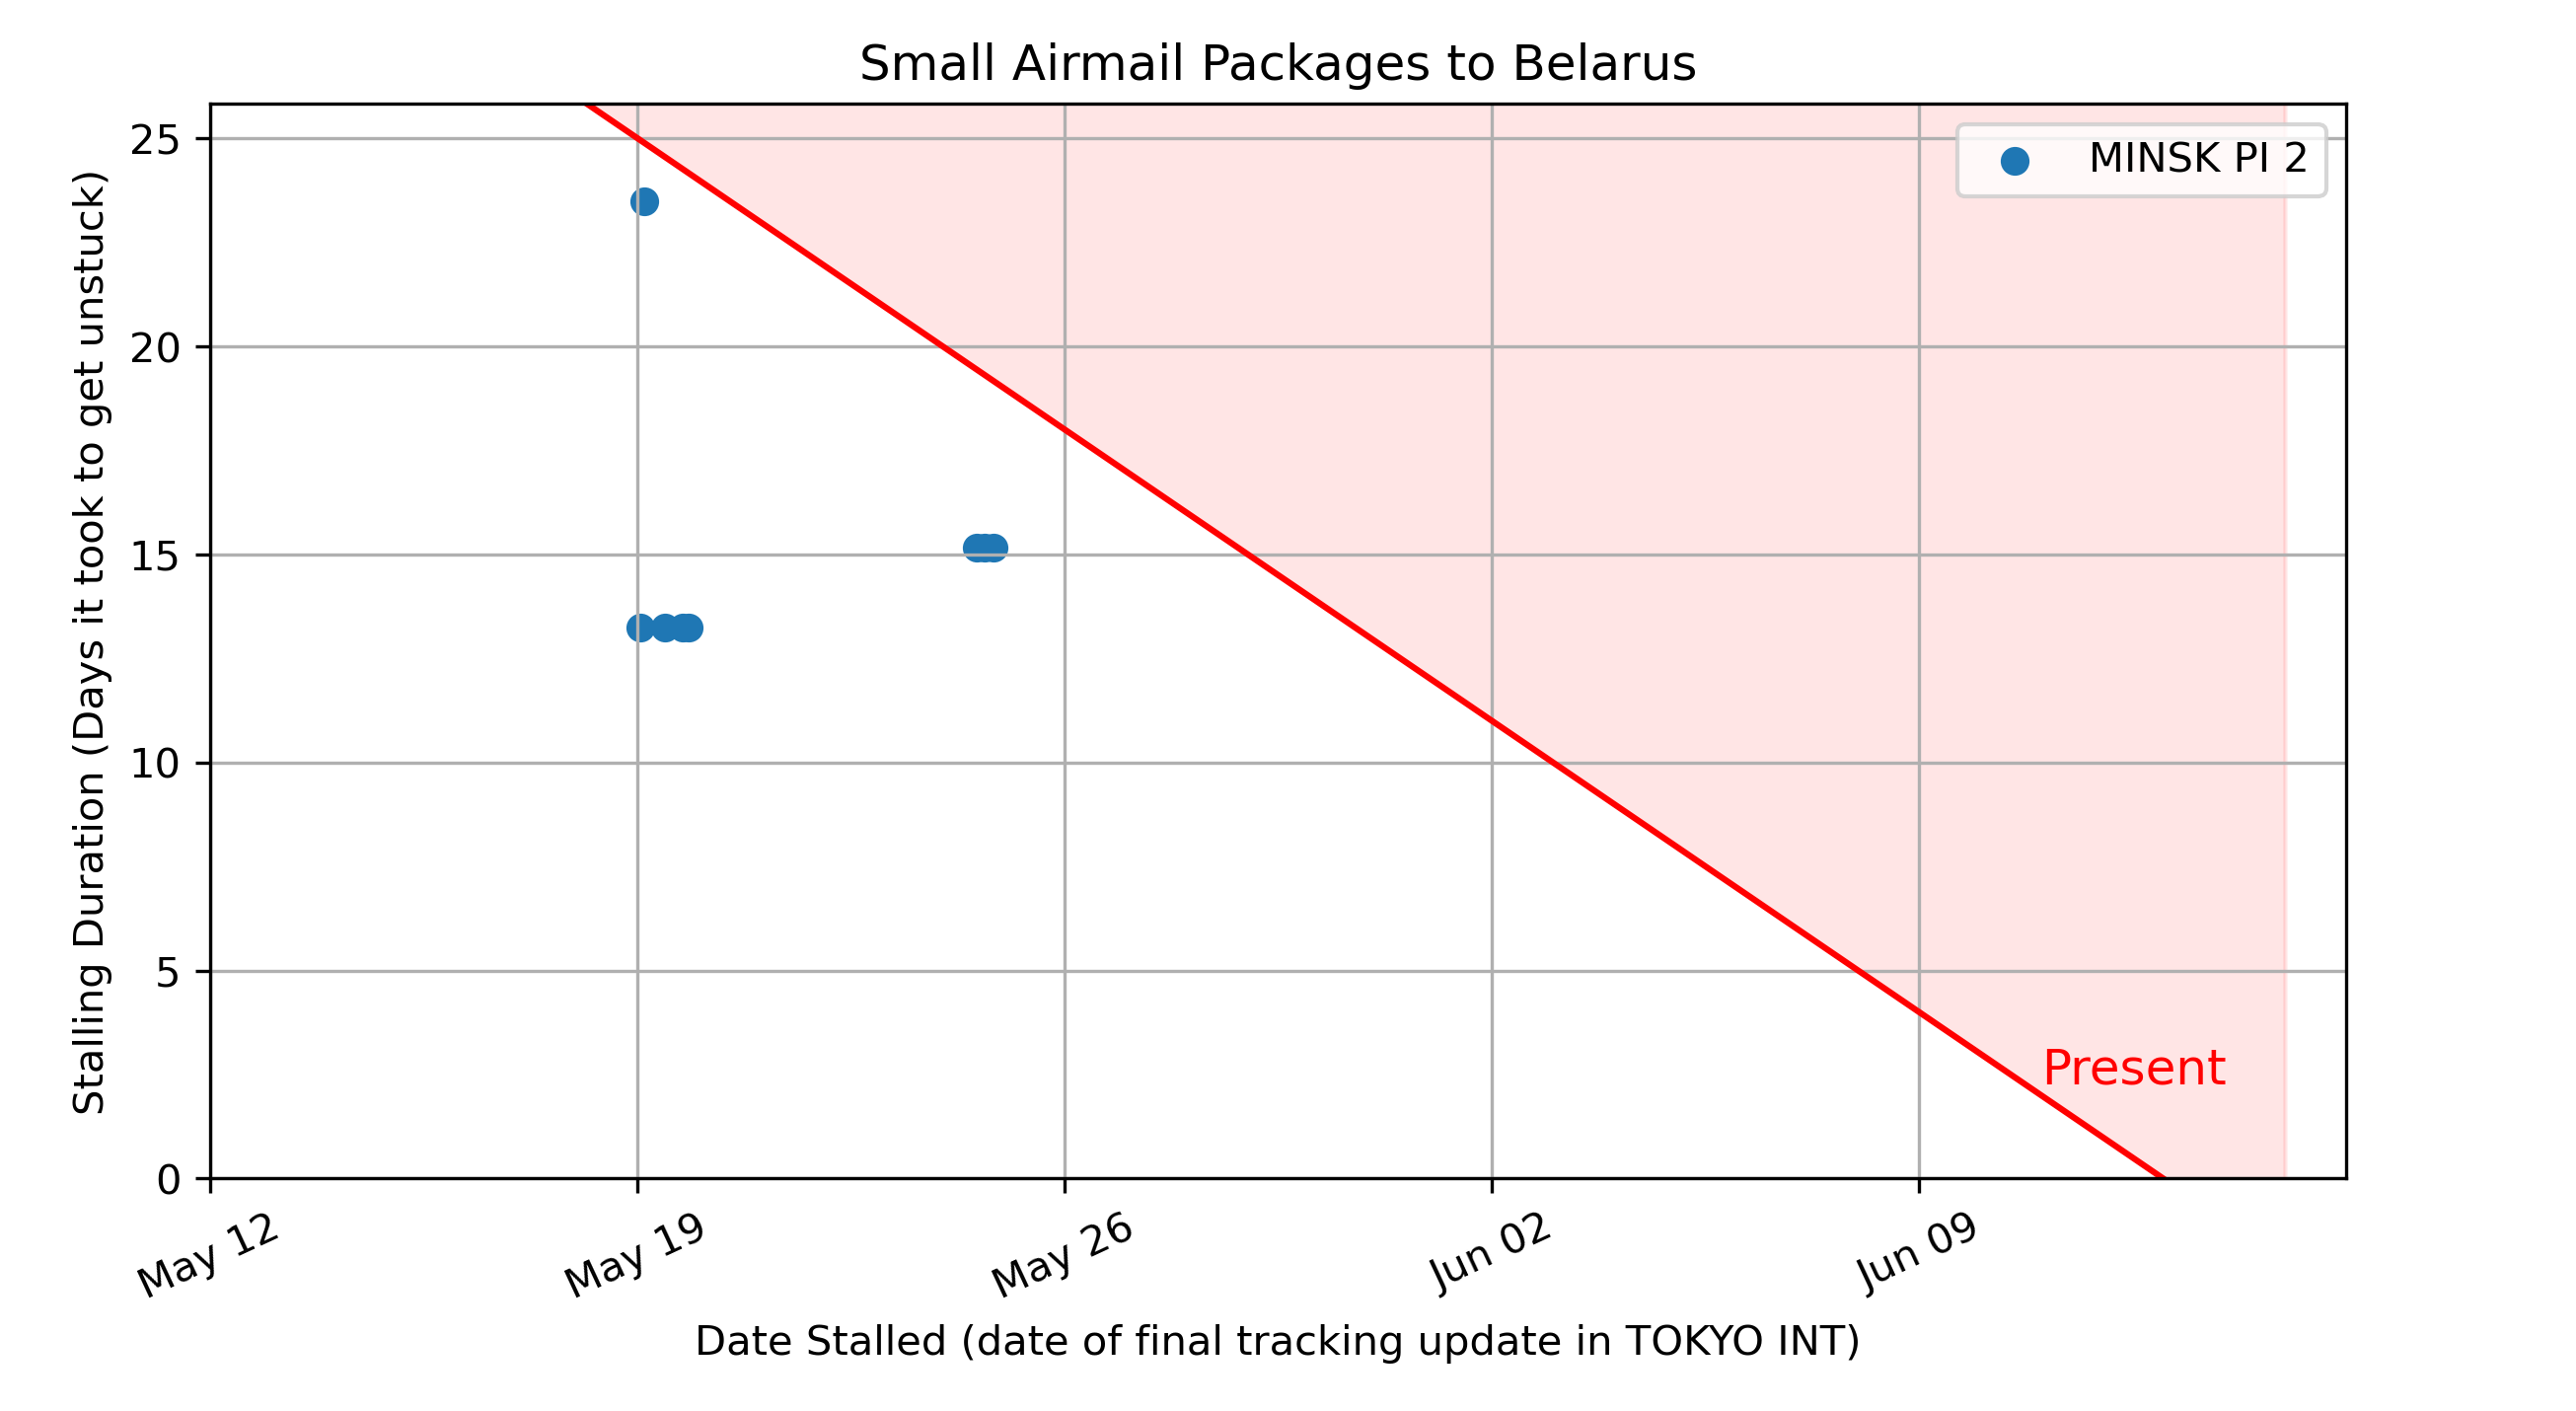 Small Airmail Packages to Belarus
MINSK PI 2
Stalling Duration (Days it took to get unstuck)
25
20
15
10
5
0
Present
May 12
May 19
May 26
Jun 02
Jun 09
Date Stalled (date of final tracking update in TOKYO INT)